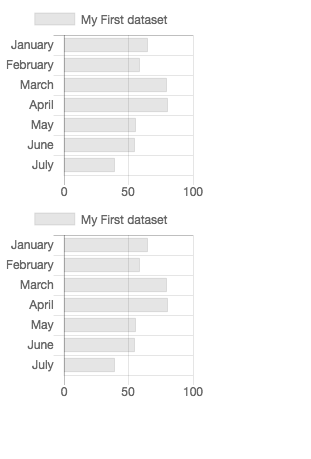 My First dataset
January
February
March
April
May
June
July
0 50 100
My First dataset
January
February
March
April
May
June
July
0 50 100